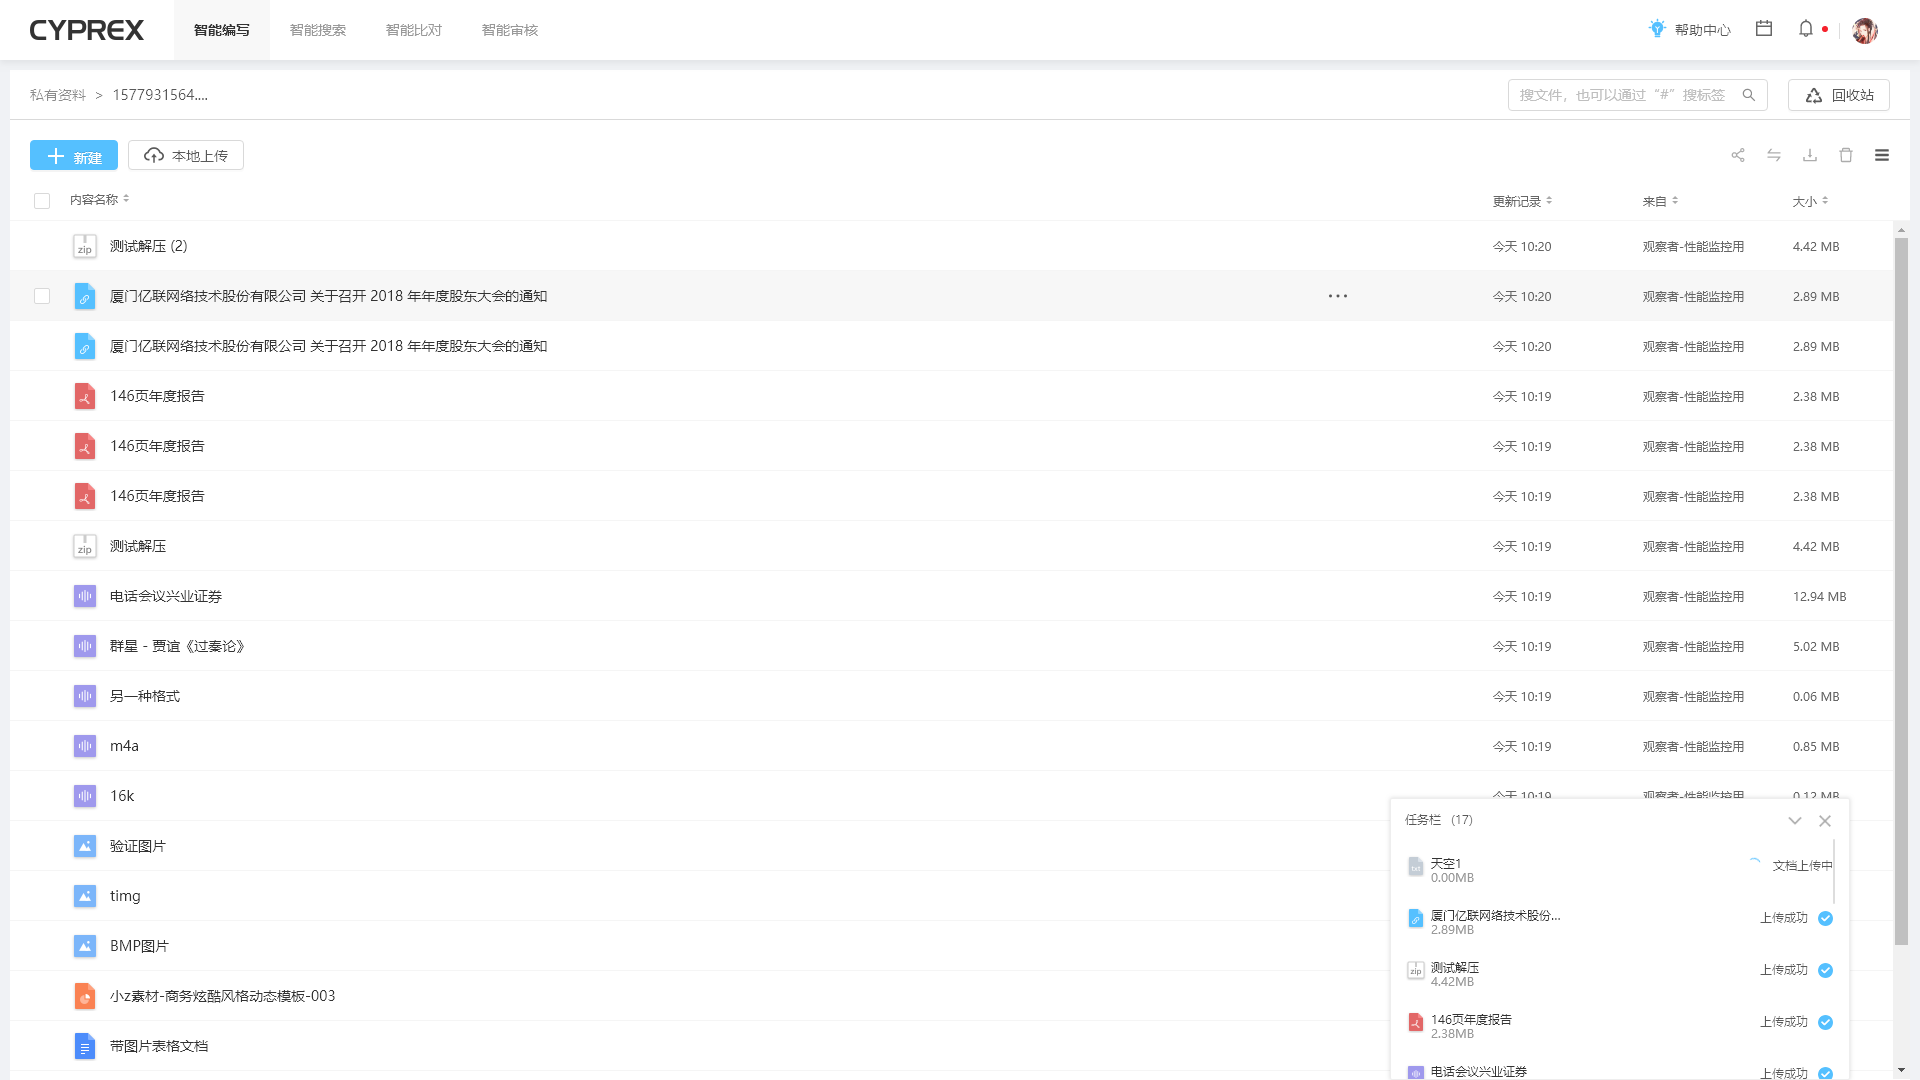 CYPREX 智能编写 智能搜索 智能比对 智能审核 帮助中心
私有资料 > 1577931564.... 搜文件，也可以通过“#”搜标签 回收站
新建 本地上传
内容名称 更新记录 来自 大小
zip 测试解压 (2) 今天 10:20 观察者-性能监控用 4.42 MB
厦门亿联网络技术股份有限公司 关于召开 2018 年年度股东大会的通知 ... 今天 10:20 观察者-性能监控用 2.89 MB
厦门亿联网络技术股份有限公司 关于召开 2018 年年度股东大会的通知 今天 10:20 观察者-性能监控用 2.89 MB
146页年度报告 今天 10:19 观察者-性能监控用 2.38 MB
146页年度报告 今天 10:19 观察者-性能监控用 2.38 MB
146页年度报告 今天 10:19 观察者-性能监控用 2.38 MB
zip 测试解压 今天 10:19 观察者-性能监控用 4.42 MB
电话会议兴业证券 今天 10:19 观察者-性能监控用 12.94 MB
群星 - 贾谊《过秦论》 今天 10:19 观察者-性能监控用 5.02 MB
另一种格式 今天 10:19 观察者-性能监控用 0.06 MB
m4a 今天 10:19 观察者-性能监控用 0.85 MB
16k 今天 10:19 观察者-性能监控用 0.12 MB
验证图片
timg
BMP图片
小z素材-商务炫酷风格动态模板-003
带图片表格文档
任务栏 (17)
txt 天空1 文档上传中
0.00MB
厦门亿联网络技术股份... 上传成功
2.89MB
zip 测试解压 上传成功
4.42MB
146页年度报告 上传成功
2.38MB
电话会议兴业证券 上传成功